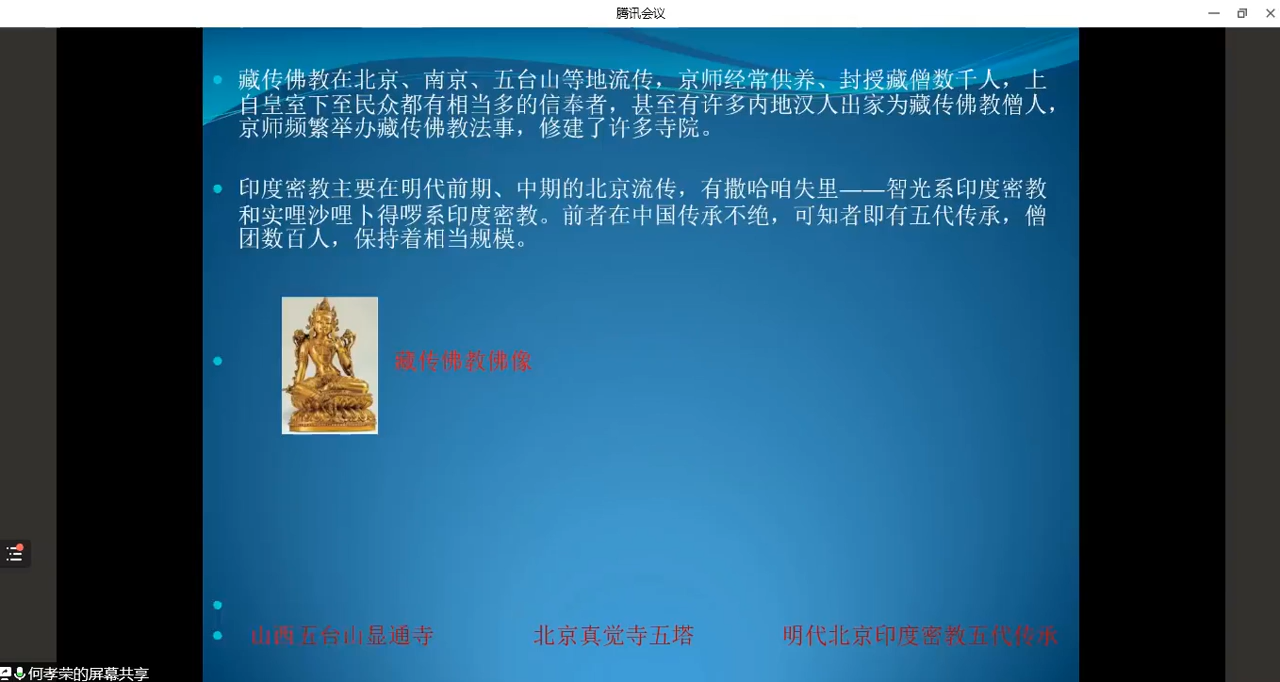 腾讯会议
藏传佛教在北京、南京、五台山等地流传，京师经常供养、封授藏僧数千人，上
自皇室下至民众都有相当多的信奉者，甚至有许多内地汉人出家为藏传佛教僧人，
京师频繁举办藏传佛教法事，修建了许多寺院。
印度密教主要在明代前期、中期的北京流传，有撒哈咱失里——智光系印度密教
和实哩沙哩卜得啰系印度密教。前者在中国传承不绝，可知者即有五代传承，僧
团数百人，保持着相当规模。
藏传佛教佛像
山西五台山显通寺 北京真觉寺五塔 明代北京印度密教五代传承
何孝荣的屏幕共享